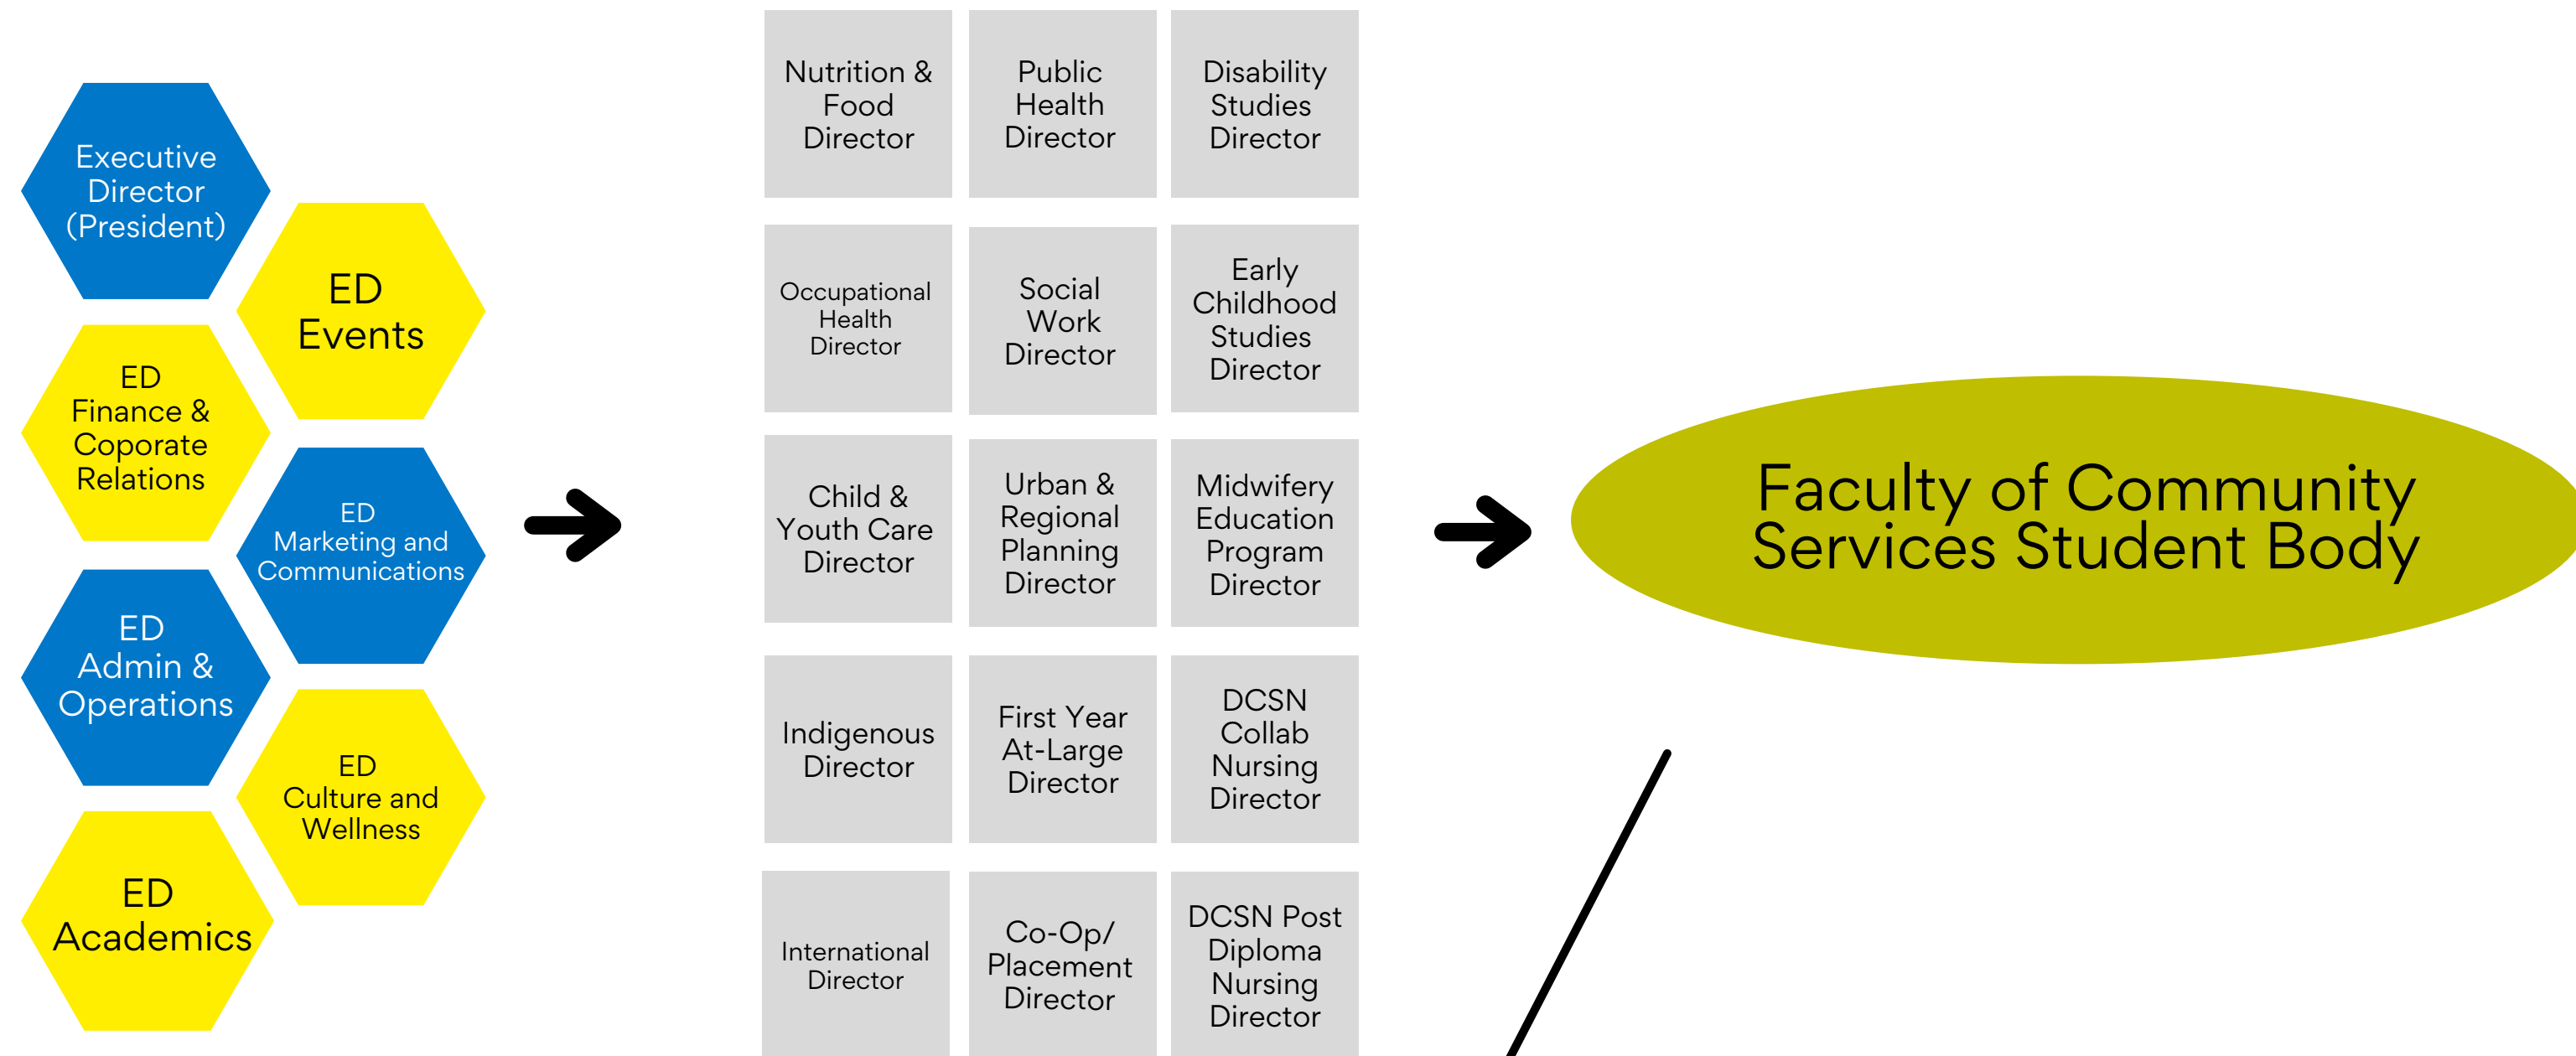 Executive
Director
(President)
ED
Events
ED
Finance &
Coporate
Relations
ED
Marketing and
Communications
ED
Admin &
Operations
ED
Culture and
Wellness
ED
Academics
Nutrition &
Food
Director
Public
Health
Director
Disability
Studies
Director
Occupational
Health
Director
Social
Work
Director
Early
Childhood
Studies
Director
Child &
Youth Care
Director
Urban &
Regional
Planning
Director
Midwifery
Education
Program
Director
Indigenous
Director
First Year
At-Large
Director
DCSN
Collab
Nursing
Director
International
Director
Co-Op/
Placement
Director
DCSN Post
Diploma
Nursing
Director
Faculty of Community
Services Student Body